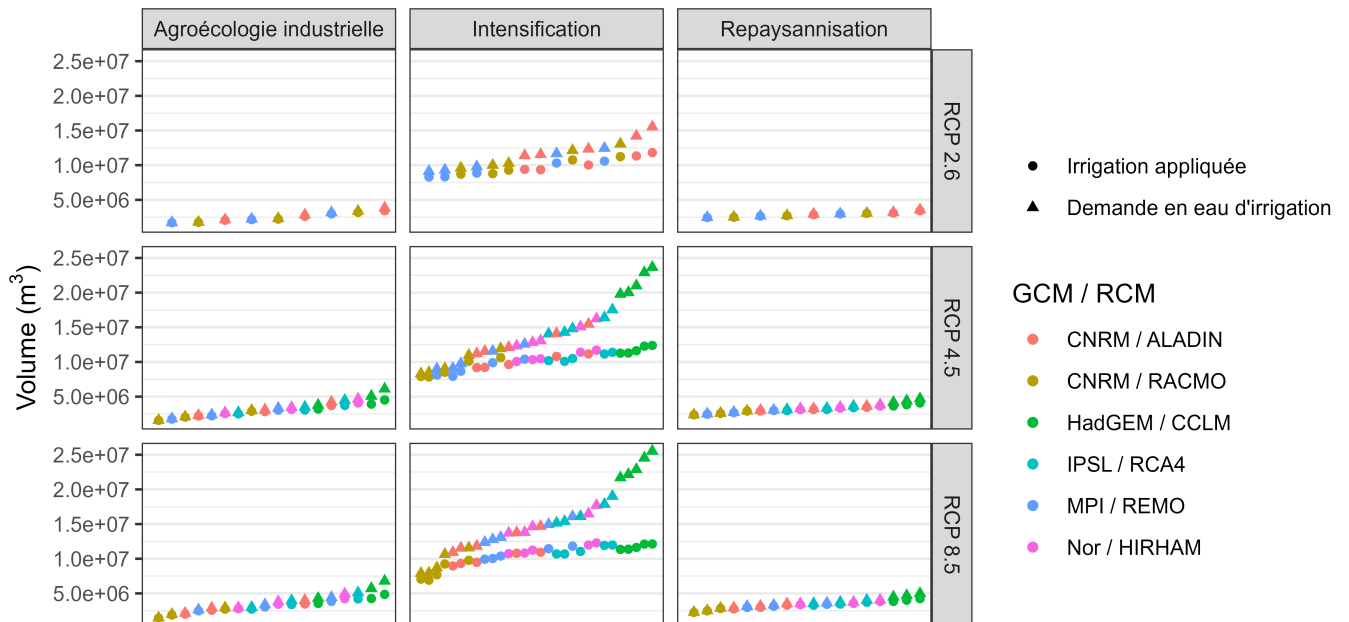 Agroécologie industrielle
Intensification
Repaysannisation
2.5e+07
2.0e+07
1.5e+07
1.0e+07
5.0e+06
RCP 2.6
2.5e+07
2.0e+07
1.5e+07
1.0e+07
5.0e+06
RCP 4.5
2.5e+07
2.0e+07
1.5e+07
1.0e+07
5.0e+06
RCP 8.5
Volume (m³)
Irrigation appliquée
Demande en eau d'irrigation
GCM / RCM
CNRM / ALADIN
CNRM / RACMO
HadGEM / CCLM
IPSL / RCA4
MPI / REMO
Nor / HIRHAM